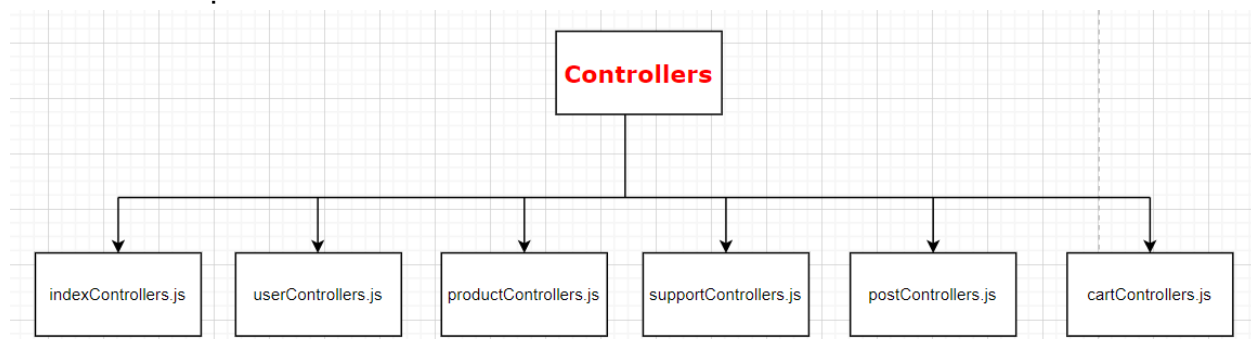 Controllers
indexControllers.js
userControllers.js
productControllers.js
supportControllers.js
postControllers.js
cartControllers.js